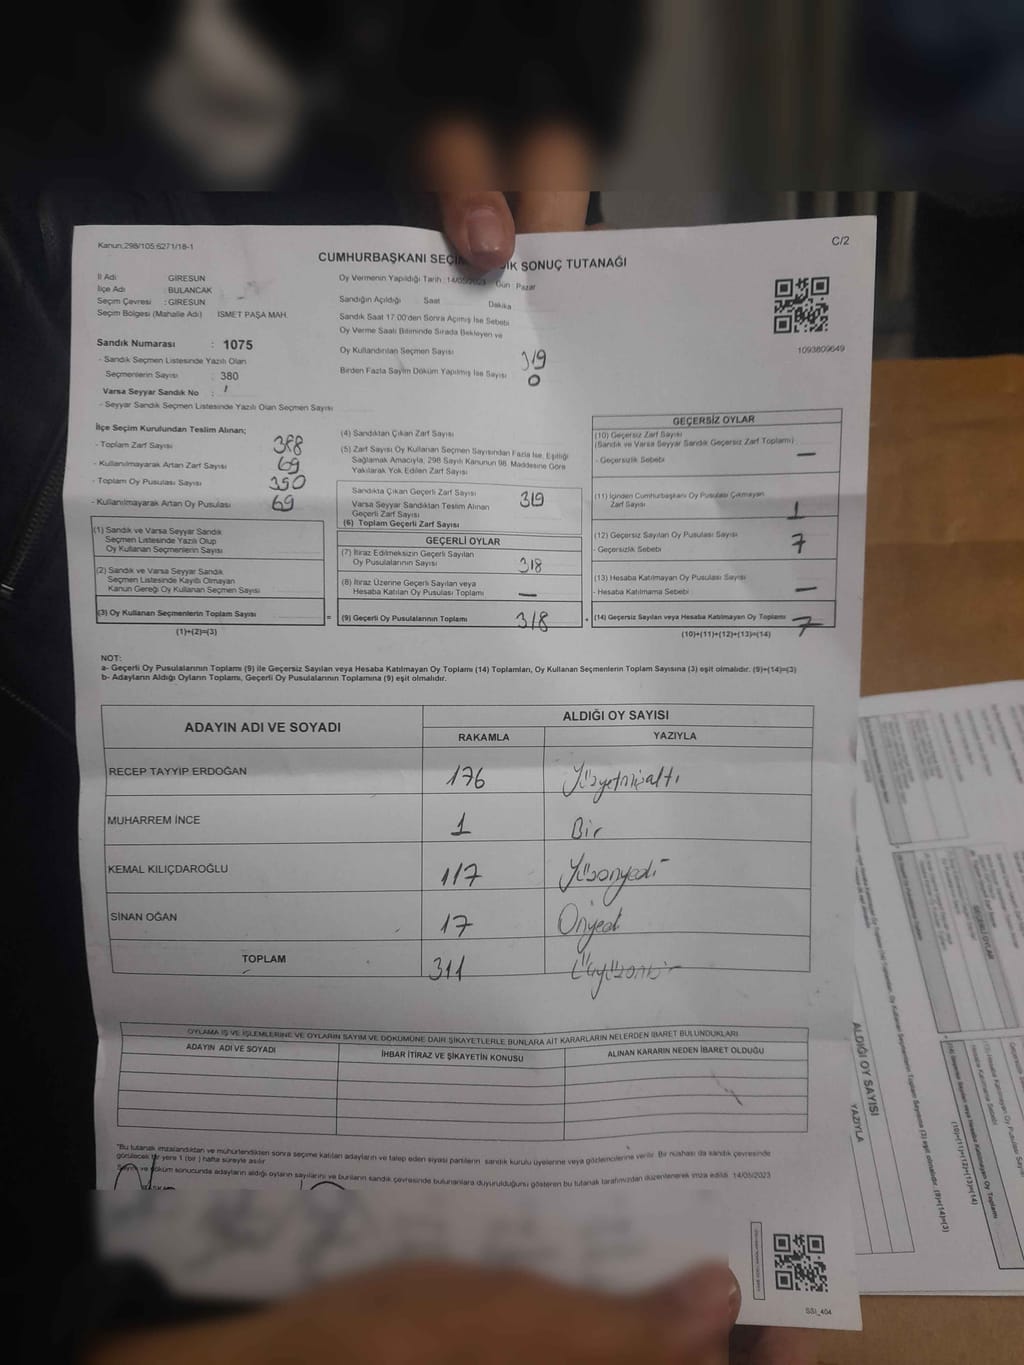 Kanun:298/105:6271/18-1
C/2
CUMHURBAŞKANI SEÇİM SONUÇ TUTANAĞI
İl Adı : GİRESUN
İlçe Adı : BULANCAK
Seçim Çevresi : GİRESUN
Seçim Bölgesi (Mahalle Adı) İSMET PAŞA MAH.
Sandık Numarası : 1075
- Sandık Seçmen Listesinde Yazılı Olan
Seçmenlerin Sayısı : 380
Varsa Seyyar Sandık No :
- Seyyar Sandık Seçmen Listesinde Yazılı Olan Seçmen Sayısı
Oy Vermenin Yapıldığı Tarih : 14/05/2023 Gün : Pazar
Sandığın Açıldığı Saat Dakika
Sandık Saat 17:00'den Sonra Açılmış İse Sebebi
Oy Verme Saati Bitiminde Sırada Bekleyen ve
Oy Kullandırılan Seçmen Sayısı 319
Birden Fazla Sayım Döküm Yapılmış İse Sayısı 0
1093809649
İlçe Seçim Kurulundan Teslim Alınan;
- Toplam Zarf Sayısı 388
- Kullanılmayarak Artan Zarf Sayısı 69
- Toplam Oy Pusulası Sayısı 390
- Kullanılmayarak Artan Oy Pusulası 69
(1) Sandık ve Varsa Seyyar Sandık
Seçmen Listesinde Yazılı Olup
Oy Kullanan Seçmenlerin Sayısı
(2) Sandık ve Varsa Seyyar Sandık
Seçmen Listesinde Kayıtlı Olmayan
Kanun Gereği Oy Kullanan Seçmen Sayısı
(3) Oy Kullanan Seçmenlerin Toplam Sayısı
(1)+(2)=(3)
(4) Sandıktan Çıkan Zarf Sayısı
(5) Zarf Sayısı Oy Kullanan Seçmen Sayısından Fazla İse, Eşitliği
Sağlamak Amacıyla, 298 Sayılı Kanunun 98. Maddesine Göre
Yakılarak Yok Edilen Zarf Sayısı
Sandıkta Çıkan Geçerli Zarf Sayısı 319
Varsa Seyyar Sandıktan Teslim Alınan
Geçerli Zarf Sayısı
(6) Toplam Geçerli Zarf Sayısı
GEÇERLİ OYLAR
(7) İtiraz Edilmeksizin Geçerli Sayılan
Oy Pusulalarının Sayısı 318
(8) İtiraz Üzerine Geçerli Sayılan veya
Hesaba Katılan Oy Pusulası Toplamı —
= (9) Geçerli Oy Pusulalarının Toplamı 318
GEÇERSİZ OYLAR
(10) Geçersiz Zarf Sayısı
(Sandık ve Varsa Seyyar Sandık Geçersiz Zarf Toplamı)
- Geçersizlik Sebebi —
(11) İçinden Cumhurbaşkanı Oy Pusulası Çıkmayan
Zarf Sayısı 1
(12) Geçersiz Sayılan Oy Pusulası Sayısı
- Geçersizlik Sebebi 7
(13) Hesaba Katılmayan Oy Pusulası Sayısı
- Hesaba Katılmama Sebebi —
+ (14) Geçersiz Sayılan veya Hesaba Katılmayan Oy Toplamı 7
(10)+(11)+(12)+(13)=(14)
NOT:
a- Geçerli Oy Pusulalarının Toplamı (9) ile Geçersiz Sayılan veya Hesaba Katılmayan Oy Toplamı (14) Toplamları, Oy Kullanan Seçmenlerin Toplam Sayısına (3) eşit olmalıdır. (9)+(14)=(3)
b- Adayların Aldığı Oyların Toplamı, Geçerli Oy Pusulalarının Toplamına (9) eşit olmalıdır.
ADAYIN ADI VE SOYADI ALDIĞI OY SAYISI
RAKAMLA YAZIYLA
RECEP TAYYİP ERDOĞAN 176 Yüzyetmişaltı
MUHARREM İNCE 1 Bir
KEMAL KILIÇDAROĞLU 117 Yüzonyedi
SİNAN OĞAN 17 Onyedi
TOPLAM 311 Üçyüzonbir
OYLAMA İŞ VE İŞLEMLERİNE VE OYLARIN SAYIM VE DÖKÜMÜNE DAİR ŞİKAYETLERLE BUNLARA AİT KARARLARIN NELERDEN İBARET BULUNDUKLARI
ADAYIN ADI VE SOYADI İHBAR İTİRAZ VE ŞİKAYETİN KONUSU ALINAN KARARIN NEDEN İBARET OLDUĞU
"Bu tutanak imzalandıktan ve mühürlendikten sonra seçime katılan adayların ve talep eden siyasi partilerin sandık kurulu üyelerine veya gözlemcilerine verilir. Bir nüshası da sandık çevresinde
görülecek bir yere 1 (bir) hafta süreyle asılır.
Sayım ve döküm sonucunda adayların aldığı oyların sayılarını ve bunların sandık çevresinde bulunanlara duyurulduğunu gösteren bu tutanak tarafımızdan düzenlenerek imza edildi. 14/05/2023
SSİ_404
ALDIĞI OY SAYISI
YAZIYLA